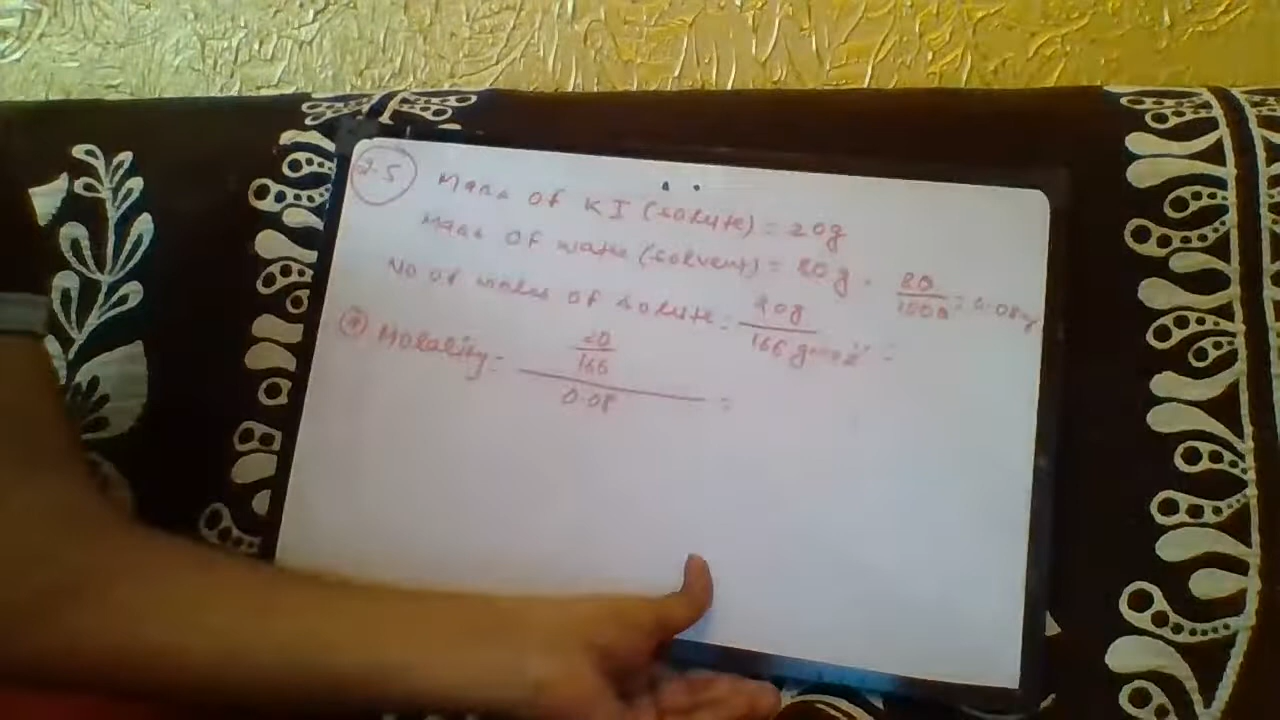 2.5 Mass of KI (solute) = 20g
Mass of water (solvent) = 80g. 80/1000 = 0.08kg
No of moles of solute = 20g/166 gmol⁻¹ =
(a) Molality = (20/166)/0.08 =